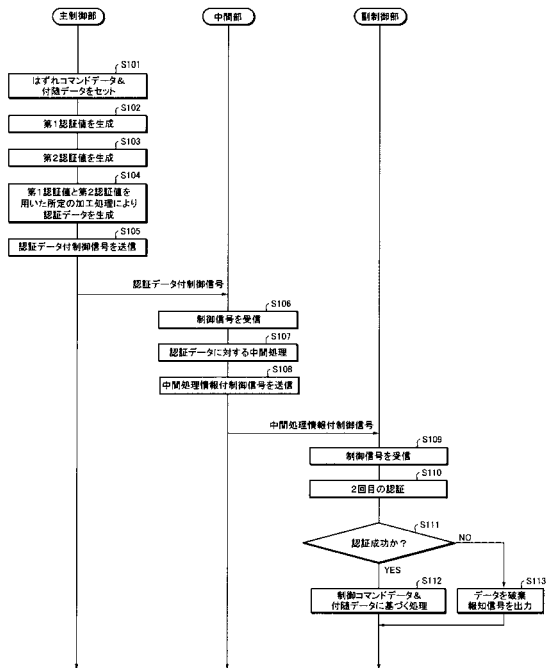 主制御部
中間部
副制御部
S101
はずれコマンドデータ&
付随データをセット
S102
第1認証値を生成
S103
第2認証値を生成
S104
第1認証値と第2認証値を
用いた所定の加工処理により
認証データを生成
S105
認証データ付制御信号を送信
認証データ付制御信号
S106
制御信号を受信
S107
認証データに対する中間処理
S108
中間処理情報付制御信号を送信
中間処理情報付制御信号
S109
制御信号を受信
S110
2回目の認証
S111
認証成功か?
NO
YES
S112
制御コマンドデータ&
付随データに基づく処理
S113
データを破棄
報知信号を出力